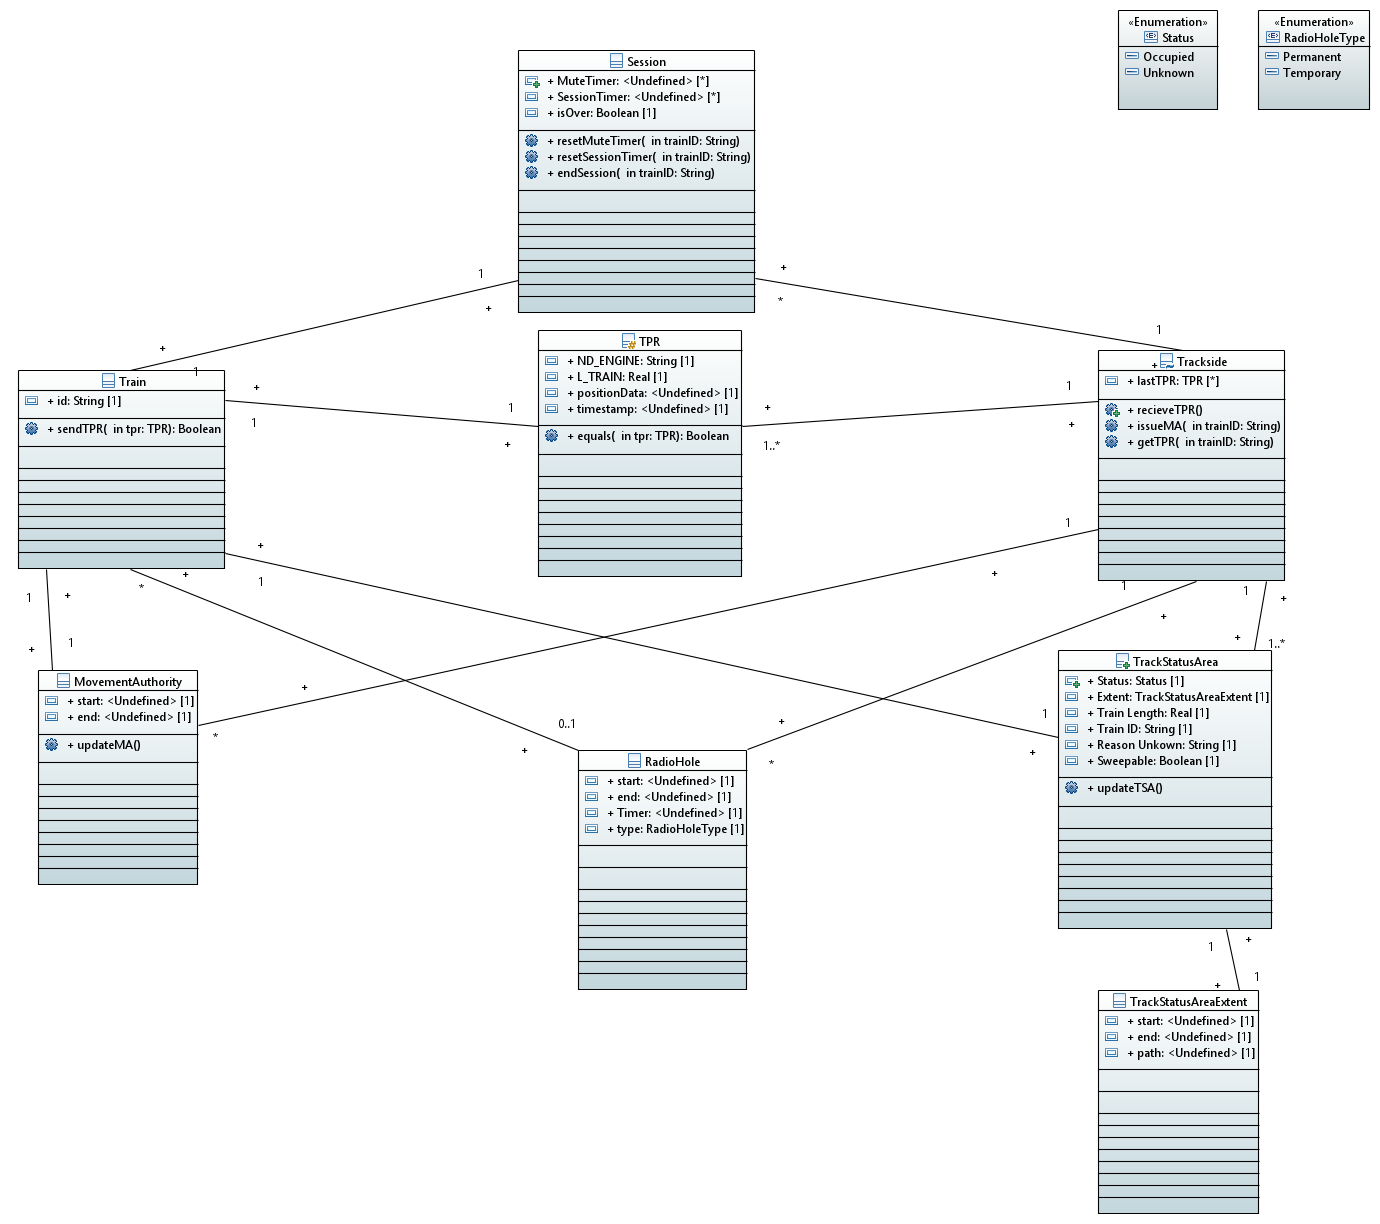 «Enumeration»
Status
Occupied
Unknown
«Enumeration»
RadioHoleType
Permanent
Temporary
Session
+ MuteTimer: <Undefined> [*]
+ SessionTimer: <Undefined> [*]
+ isOver: Boolean [1]
+ resetMuteTimer(  in trainID: String)
+ resetSessionTimer(  in trainID: String)
+ endSession(  in trainID: String)
1
+
+
1
+
*
1
+
Train
+ id: String [1]
+ sendTPR(  in tpr: TPR): Boolean
+
1
1
+
TPR
+ ND_ENGINE: String [1]
+ L_TRAIN: Real [1]
+ positionData: <Undefined> [1]
+ timestamp: <Undefined> [1]
+ equals(  in tpr: TPR): Boolean
+
1..*
1
+
Trackside
+ lastTPR: TPR [*]
+ recieveTPR()
+ issueMA(  in trainID: String)
+ getTPR(  in trainID: String)
1
+
+
1
1
+
+
1
*
+
1
+
1
+
+
1..*
MovementAuthority
+ start: <Undefined> [1]
+ end: <Undefined> [1]
+ updateMA()
+
*
0..1
+
+
*
RadioHole
+ start: <Undefined> [1]
+ end: <Undefined> [1]
+ Timer: <Undefined> [1]
+ type: RadioHoleType [1]
1
+
TrackStatusArea
+ Status: Status [1]
+ Extent: TrackStatusAreaExtent [1]
+ Train Length: Real [1]
+ Train ID: String [1]
+ Reason Unkown: String [1]
+ Sweepable: Boolean [1]
+ updateTSA()
1
+
1
+
TrackStatusAreaExtent
+ start: <Undefined> [1]
+ end: <Undefined> [1]
+ path: <Undefined> [1]